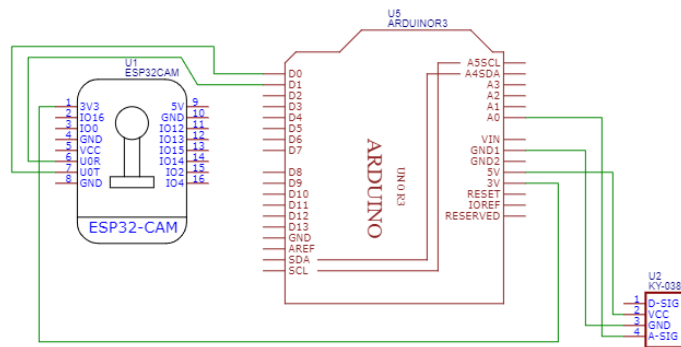 U5
ARDUINOR3
U1
ESP32CAM
1 3V3 5V 9
2 IO16 GND 10
3 IO0 IO12 11
4 GND IO13 12
5 VCC IO15 13
6 U0R IO14 14
7 U0T IO2 15
8 GND IO4 16
ESP32-CAM
D0 A5SCL
D1 A4SDA
D2 A3
D3 A2
D4 A1
D5 A0
D6
D7 VIN
GND1
D8 GND2
D9 5V
D10 3V
D11 RESET
D12 IOREF
D13 RESERVED
GND
AREF
SDA
SCL
ARDUINO
UNO R3
U2
KY-038
1 D-SIG
2 VCC
3 GND
4 A-SIG